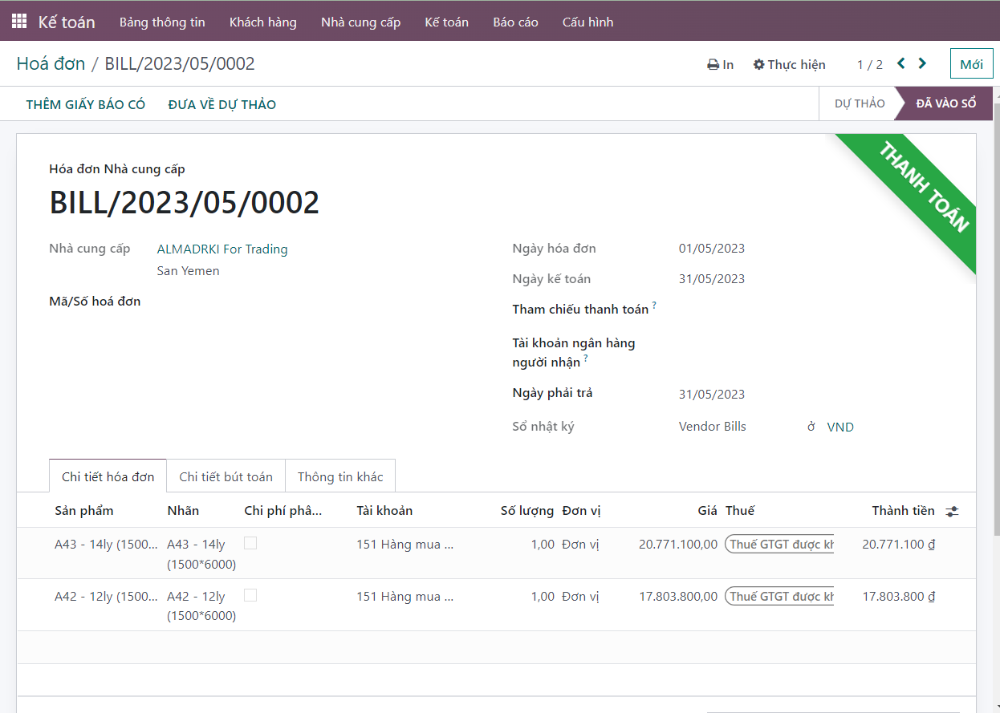 Kế toán Bảng thông tin Khách hàng Nhà cung cấp Kế toán Báo cáo Cấu hình
Hoá đơn / BILL/2023/05/0002 In Thực hiện 1 / 2 Mới
THÊM GIẤY BÁO CÓ ĐƯA VỀ DỰ THẢO DỰ THẢO ĐÃ VÀO SỔ
THANH TOÁN
Hóa đơn Nhà cung cấp
BILL/2023/05/0002
Nhà cung cấp ALMADRKI For Trading
San Yemen
Mã/Số hoá đơn
Ngày hóa đơn 01/05/2023
Ngày kế toán 31/05/2023
Tham chiếu thanh toán ?
Tài khoản ngân hàng
người nhận ?
Ngày phải trả 31/05/2023
Sổ nhật ký Vendor Bills ở VND
Chi tiết hóa đơn Chi tiết bút toán Thông tin khác
Sản phẩm Nhãn Chi phí phâ... Tài khoản Số lượng Đơn vị Giá Thuế Thành tiền
A43 - 14ly (1500... A43 - 14ly 151 Hàng mua ... 1,00 Đơn vị 20.771.100,00 Thuế GTGT được kh 20.771.100 ₫
(1500*6000)
A42 - 12ly (1500... A42 - 12ly 151 Hàng mua ... 1,00 Đơn vị 17.803.800,00 Thuế GTGT được kh 17.803.800 ₫
(1500*6000)